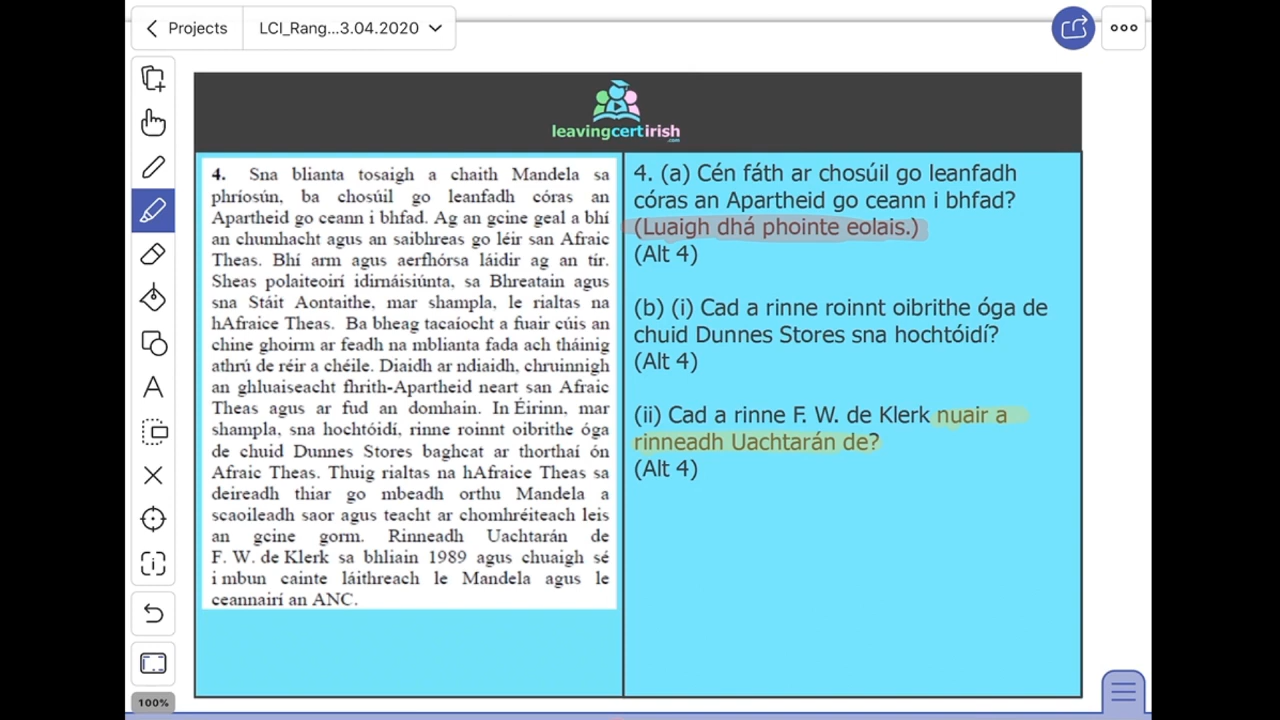 Projects
LCI_Rang...3.04.2020
leavingcertirish
.com
4. Sna blianta tosaigh a chaith Mandela sa
phríosún, ba chosúil go leanfadh córas an
Apartheid go ceann i bhfad. Ag an gcine geal a bhí
an chumhacht agus an saibhreas go léir san Afraic
Theas. Bhí arm agus aerfhórsa láidir ag an tír.
Sheas polaiteoirí idirnáisiúnta, sa Bhreatain agus
sna Stáit Aontaithe, mar shampla, le rialtas na
hAfraice Theas. Ba bheag tacaíocht a fuair cúis an
chine ghoirm ar feadh na mblianta fada ach tháinig
athrú de réir a chéile. Diaidh ar ndiaidh, chruinnigh
an ghluaiseacht fhrith-Apartheid neart san Afraic
Theas agus ar fud an domhain. In Éirinn, mar
shampla, sna hochtóidí, rinne roinnt oibrithe óga
de chuid Dunnes Stores baghcat ar thorthaí ón
Afraic Theas. Thuig rialtas na hAfraice Theas sa
deireadh thiar go mbeadh orthu Mandela a
scaoileadh saor agus teacht ar chomhréiteach leis
an gcine gorm. Rinneadh Uachtarán de
F. W. de Klerk sa bhliain 1989 agus chuaigh sé
i mbun cainte láithreach le Mandela agus le
ceannairí an ANC.
4. (a) Cén fáth ar chosúil go leanfadh
córas an Apartheid go ceann i bhfad?
(Luaigh dhá phointe eolais.)
(Alt 4)
(b) (i) Cad a rinne roinnt oibrithe óga de
chuid Dunnes Stores sna hochtóidí?
(Alt 4)
(ii) Cad a rinne F. W. de Klerk nuair a
rinneadh Uachtarán de?
(Alt 4)
100%